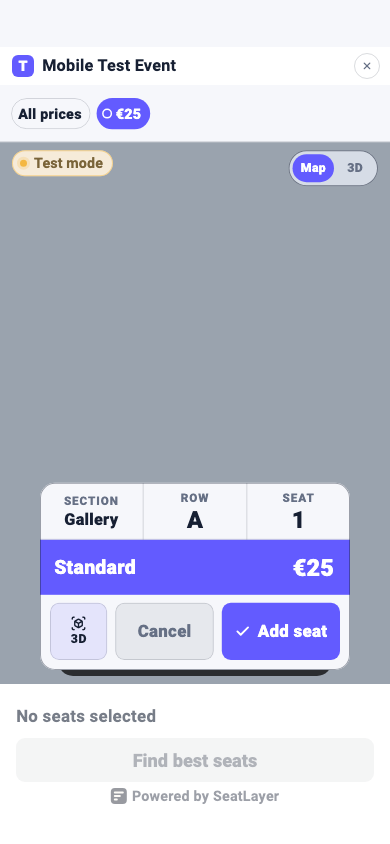 T Mobile Test Event
All prices €25
Test mode Map 3D
SECTION ROW SEAT
Gallery A 1
Standard €25
3D Cancel Add seat
No seats selected
Find best seats
Powered by SeatLayer